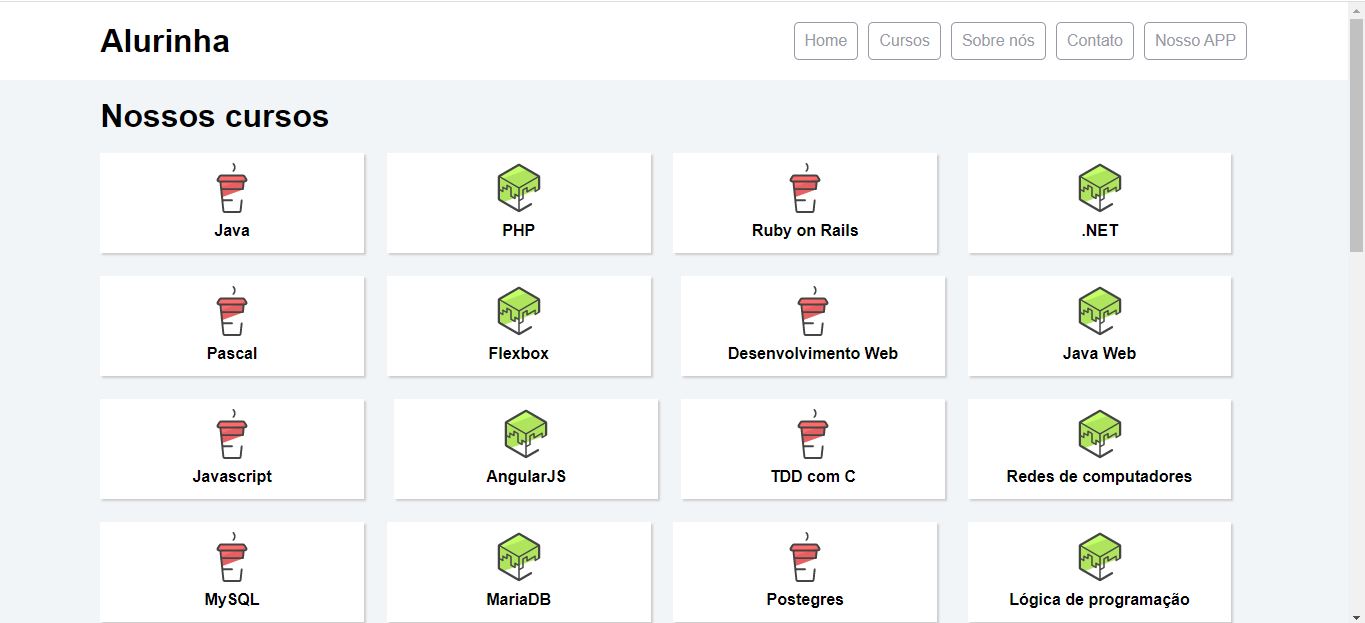 Alurinha
Home Cursos Sobre nós Contato Nosso APP
Nossos cursos
Java PHP Ruby on Rails .NET
Pascal Flexbox Desenvolvimento Web Java Web
Javascript AngularJS TDD com C Redes de computadores
MySQL MariaDB Postegres Lógica de programação